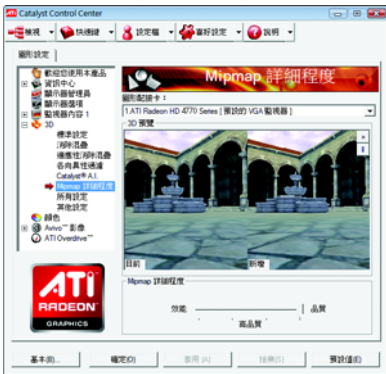 Catalyst Control Center
檢視 快速鍵 設定檔 喜好設定 說明
圖形設定
歡迎您使用本產品
資訊中心
顯示器管理員
顯示器選項
監視器內容 1
3D
標準設定
消除混疊
適應性消除混疊
各向異性過濾
Catalyst® A.I.
Mipmap 詳細程度
所有設定
其他設定
顏色
Avivo™ 影像
ATI Overdrive™
Mipmap 詳細程度
圖形配接卡：
1.ATI Radeon HD 4770 Series [ 預設的 VGA 監視器 ]
3D 預覽
目前 新增
Mipmap 詳細程度
效能 品質
高品質
ATI
RADEON
GRAPHICS
基本(B)... 確定(O) 套用 (A) 捨棄(S) 預設值(E)